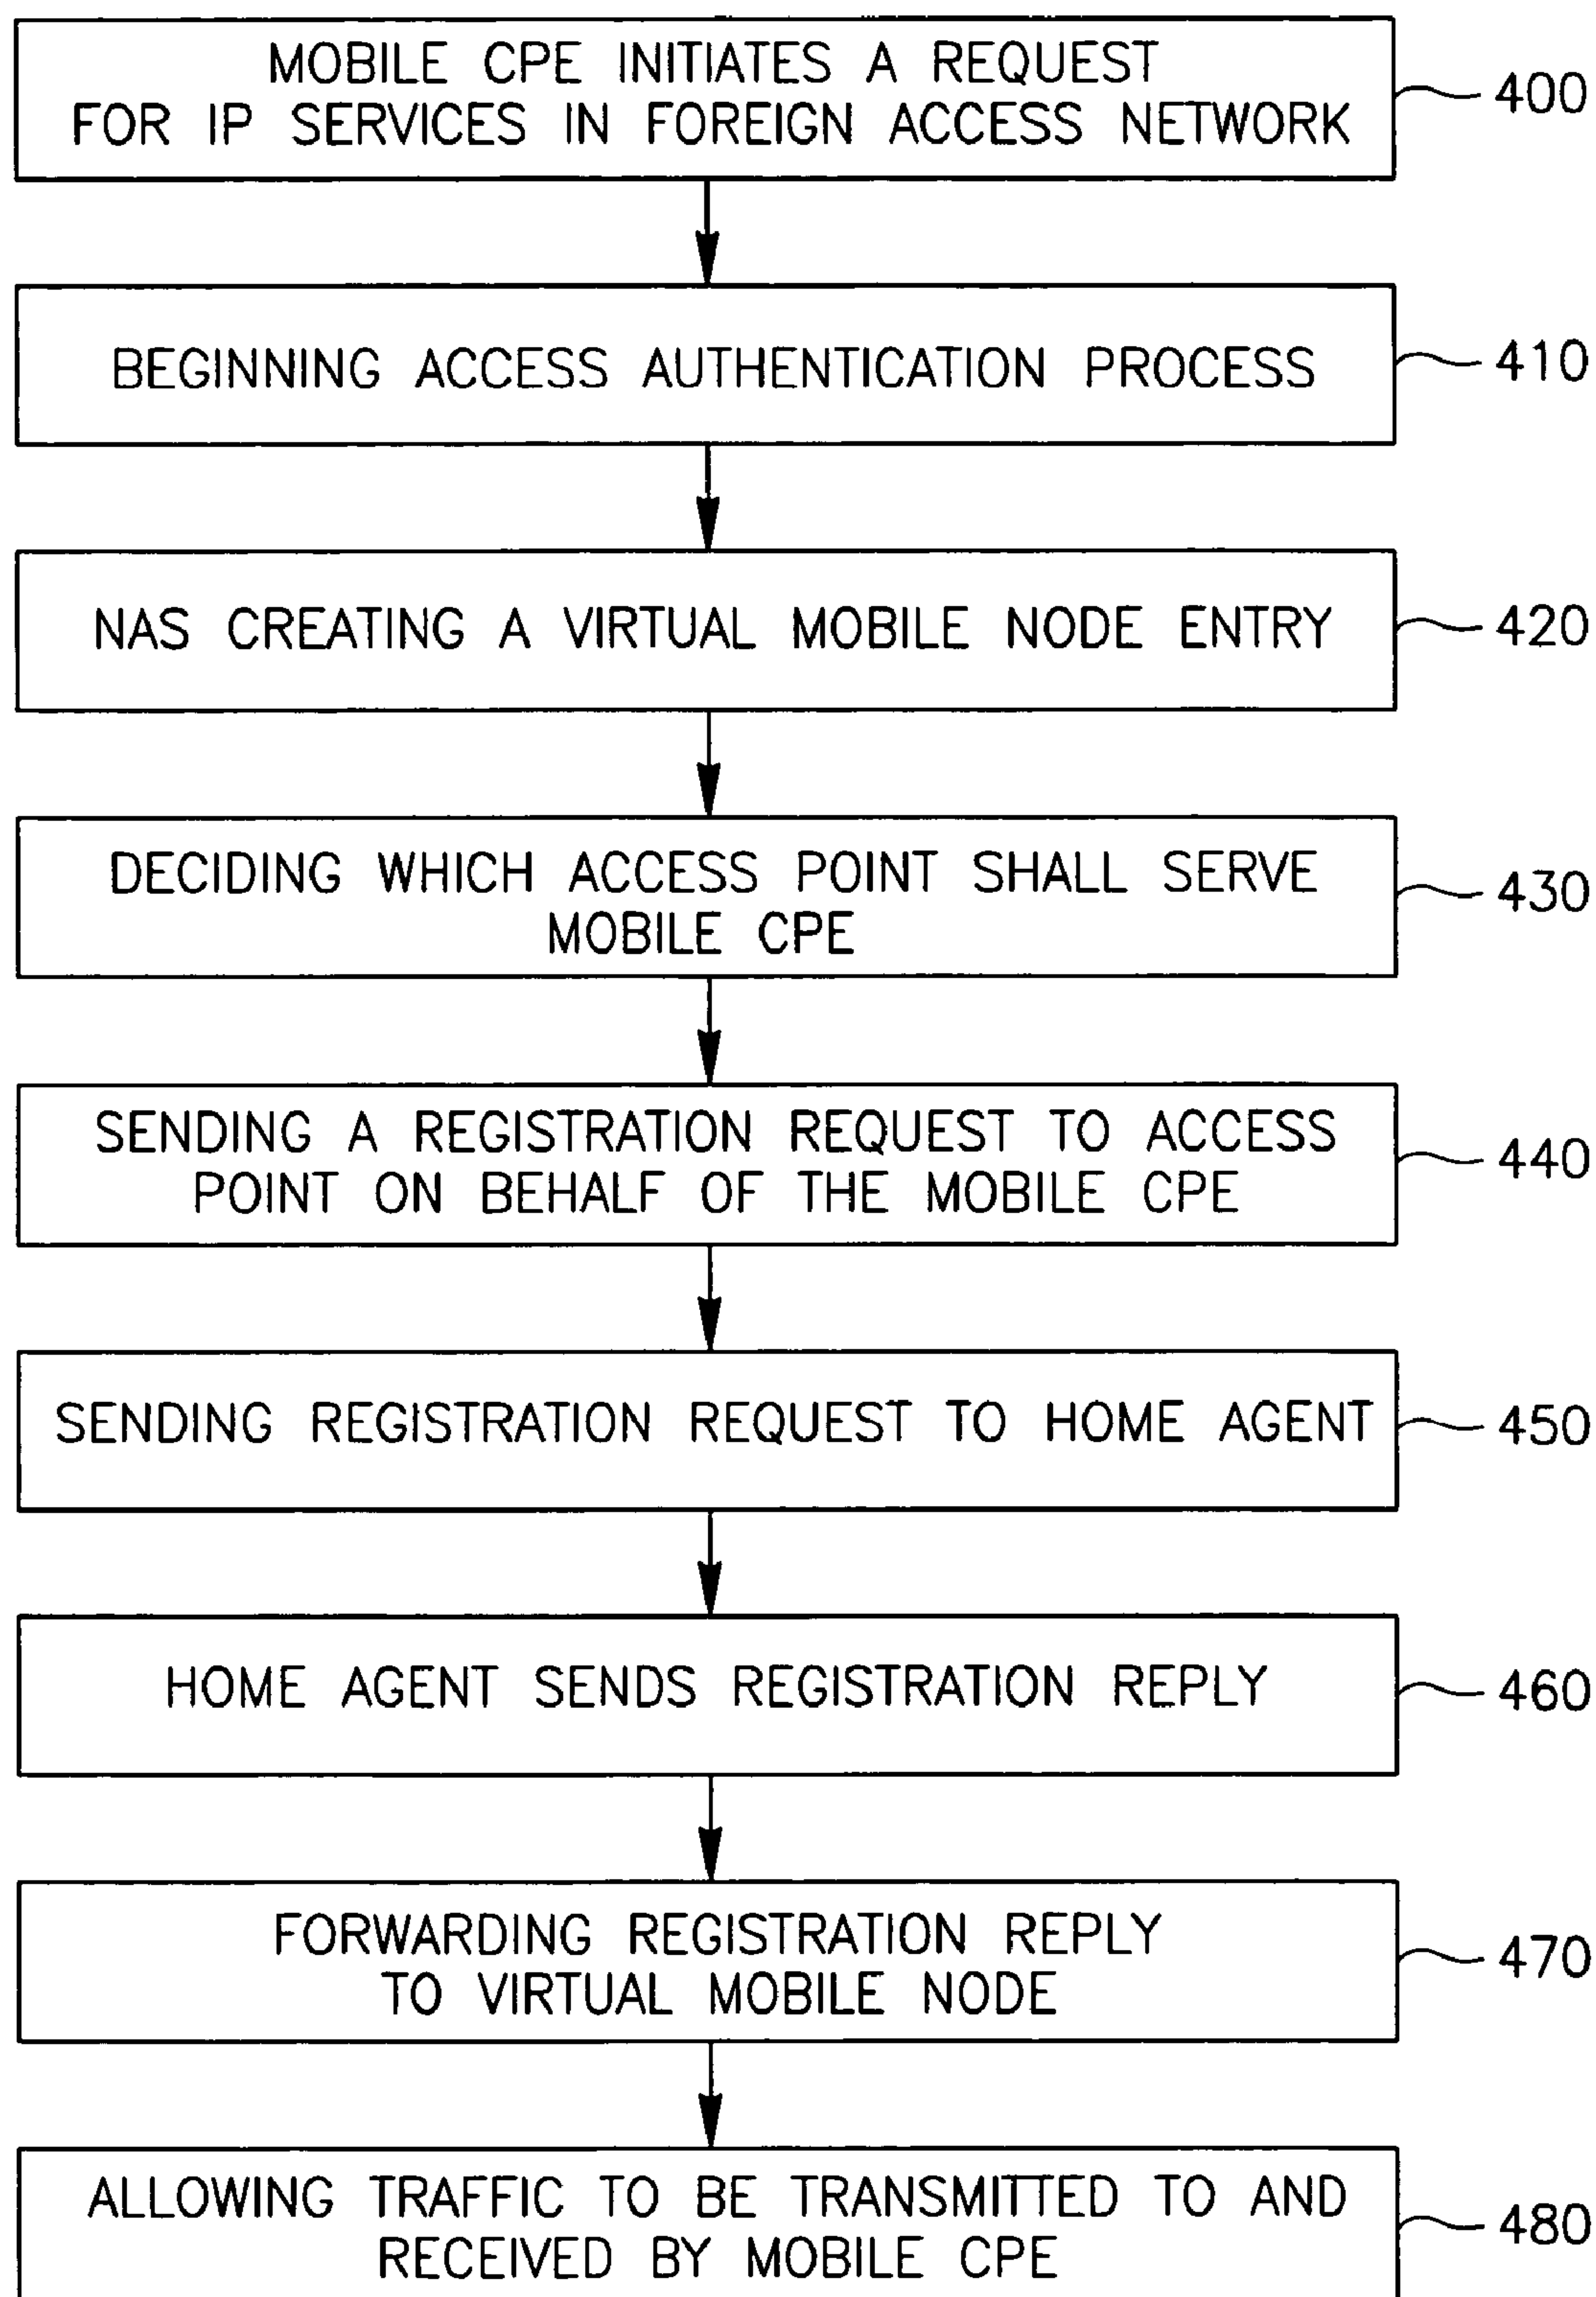 MOBILE CPE INITIATES A REQUEST
FOR IP SERVICES IN FOREIGN ACCESS NETWORK
400
BEGINNING ACCESS AUTHENTICATION PROCESS
410
NAS CREATING A VIRTUAL MOBILE NODE ENTRY
420
DECIDING WHICH ACCESS POINT SHALL SERVE
MOBILE CPE
430
SENDING A REGISTRATION REQUEST TO ACCESS
POINT ON BEHALF OF THE MOBILE CPE
440
SENDING REGISTRATION REQUEST TO HOME AGENT
450
HOME AGENT SENDS REGISTRATION REPLY
460
FORWARDING REGISTRATION REPLY
TO VIRTUAL MOBILE NODE
470
ALLOWING TRAFFIC TO BE TRANSMITTED TO AND
RECEIVED BY MOBILE CPE
480